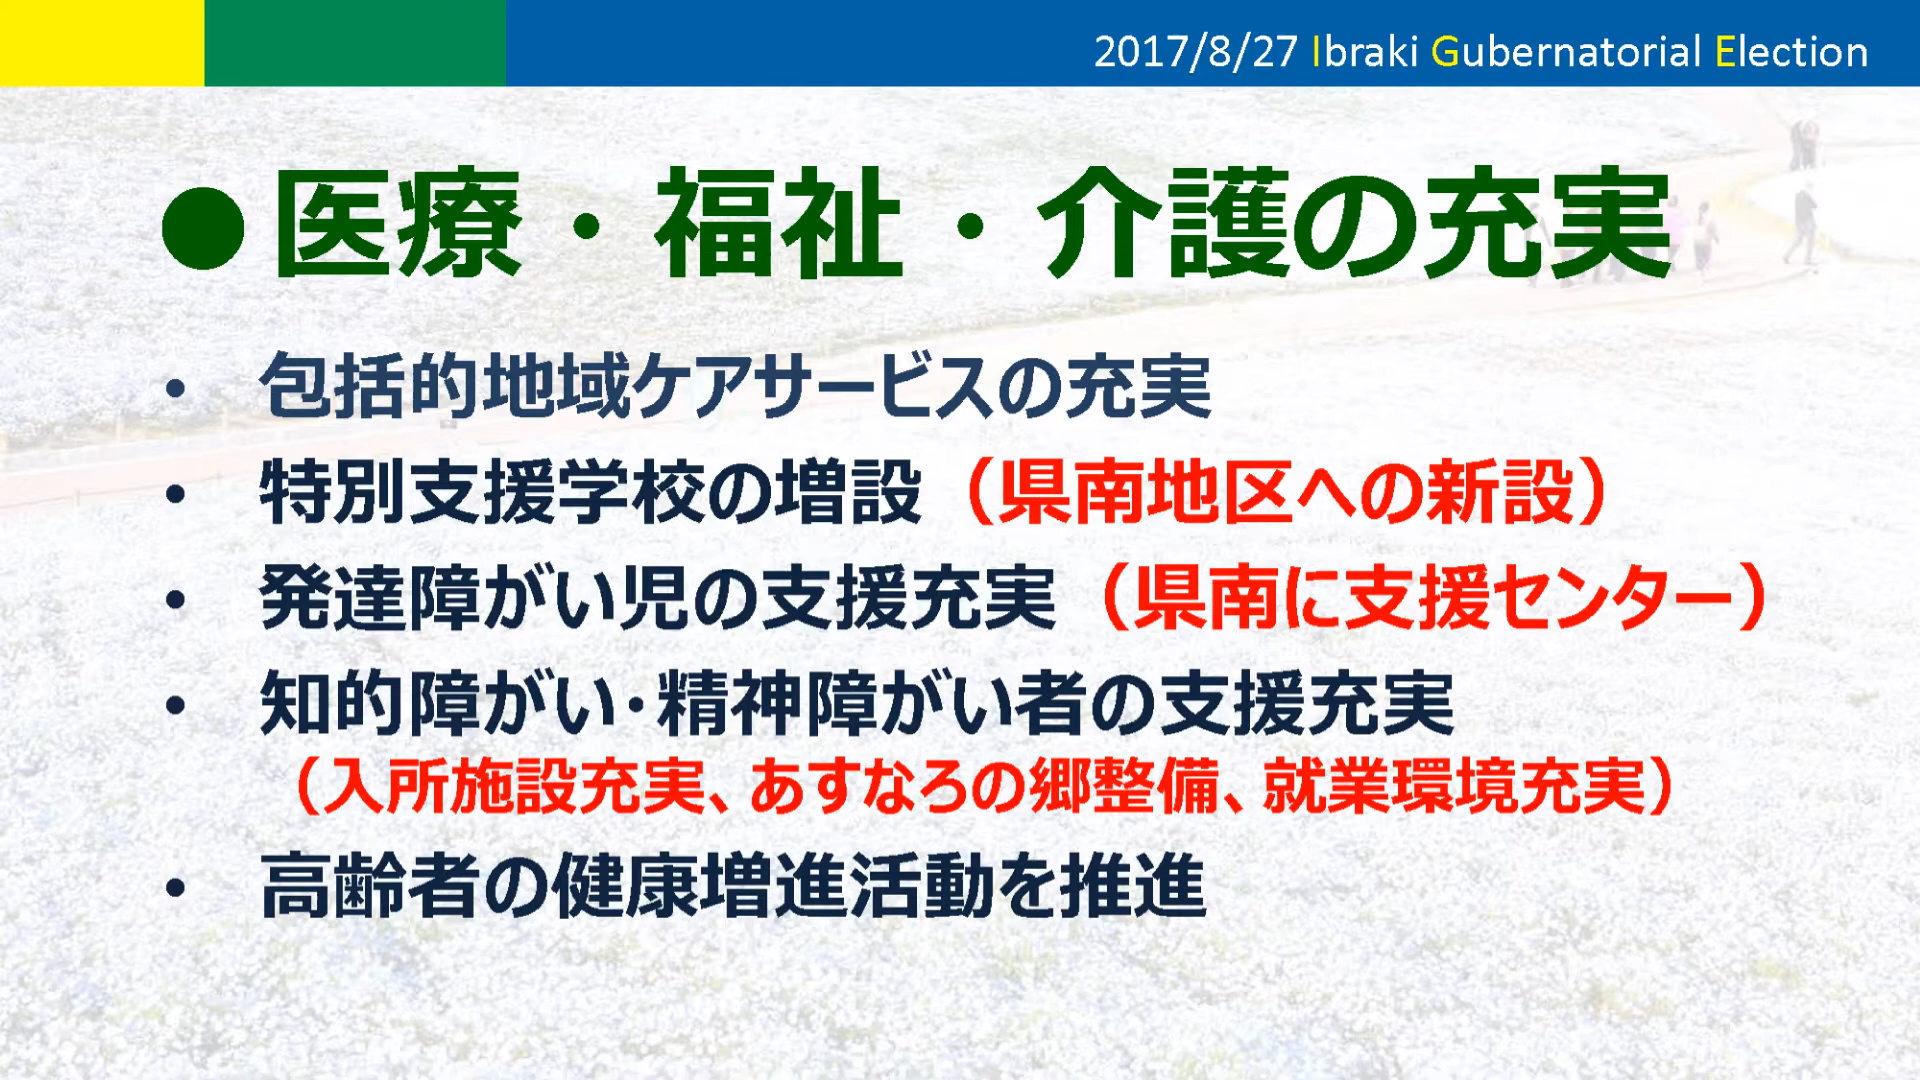 2017/8/27 Ibraki Gubernatorial Election
●医療・福祉・介護の充実
• 包括的地域ケアサービスの充実
• 特別支援学校の増設（県南地区への新設）
• 発達障がい児の支援充実（県南に支援センター）
• 知的障がい・精神障がい者の支援充実
（入所施設充実、あすなろの郷整備、就業環境充実）
• 高齢者の健康増進活動を推進